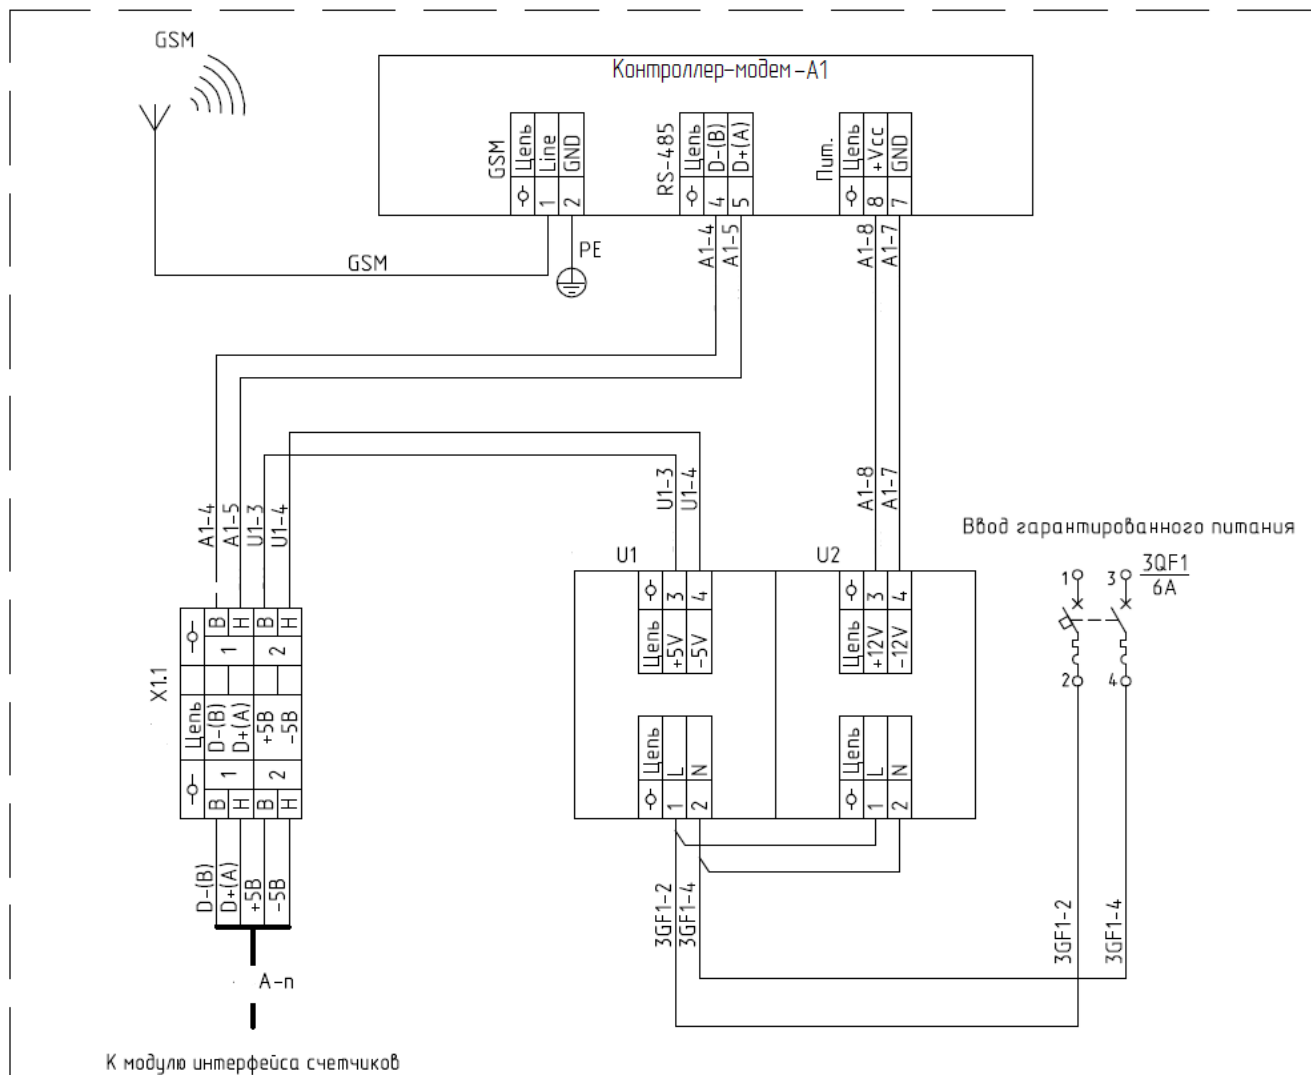 GSM
Контроллер-модем -A1
GSM
Цепь
Line
GND
1
2
RS-485
Цепь
D-(B)
D+(A)
4
5
Пит.
Цепь
+Vcc
GND
8
7
GSM
PE
A1-4
A1-5
A1-8
A1-7
A1-4
A1-5
U1-3
U1-4
U1-3
U1-4
A1-8
A1-7
Ввод гарантированного питания
1
3
3QF1
6A
2
4
U1
3
4
Цепь
+5V
-5V
Цепь
L
N
1
2
U2
3
4
Цепь
+12V
-12V
Цепь
L
N
1
2
X1.1
В
Н
В
Н
1
2
Цепь
D-(B)
D+(A)
+5В
-5В
1
2
В
Н
В
Н
D-(B)
D+(A)
+5В
-5В
3GF1-2
3GF1-4
3GF1-2
3GF1-4
A-n
К модулю интерфейса счетчиков